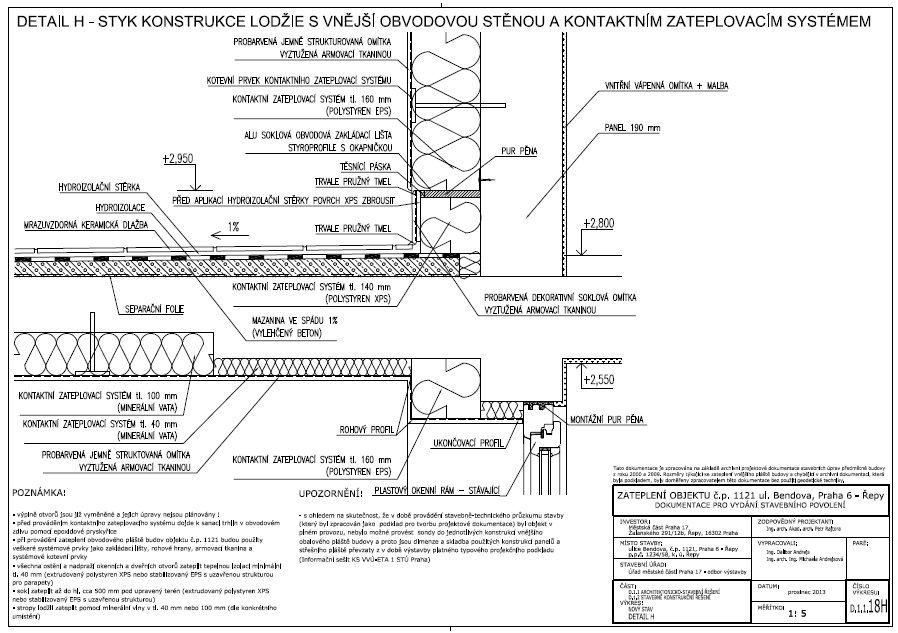 DETAIL H - STYK KONSTRUKCE LODŽIE S VNĚJŠÍ OBVODOVOU STĚNOU A KONTAKTNÍM ZATEPLOVACÍM SYSTÉMEM
PROBARVENÁ JEMNĚ STRUKTUROVANÁ OMÍTKA
VYZTUŽENÁ ARMOVACÍ TKANINOU
KOTEVNÍ PRVEK KONTAKTNÍHO ZATEPLOVACÍ SYSTÉMU
KONTAKTNÍ ZATEPLOVACÍ SYSTÉM tl. 160 mm
(POLYSTYREN EPS)
ALU SOKLOVÁ OBVODOVÁ ZAKLÁDACÍ LIŠTA
STYROPROFILE S OKAPNIČKOU
TĚSNÍCÍ PÁSKA
TRVALE PRUŽNÝ TMEL
PŘED APLIKACÍ HYDROIZOLAČNÍ STĚRKY POVRCH XPS ZBROUSIT
TRVALE PRUŽNÝ TMEL
VNITŘNÍ VÁPENNÁ OMÍTKA + MALBA
PANEL 190 mm
PUR PĚNA
+2,950
HYDROIZOLAČNÍ STĚRKA
HYDROIZOLACE
MRAZUVZDORNÁ KERAMICKÁ DLAŽBA
1%
+2,800
KONTAKTNÍ ZATEPLOVACÍ SYSTÉM tl. 140 mm
(POLYSTYREN XPS)
PROBARVENÁ DEKORATIVNÍ SOKLOVÁ OMÍTKA
VYZTUŽENÁ ARMOVACÍ TKANINOU
SEPARAČNÍ FOLIE
MAZANINA VE SPÁDU 1%
(VYLEHČENÝ BETON)
+2,550
KONTAKTNÍ ZATEPLOVACÍ SYSTÉM tl. 100 mm
(MINERÁLNÍ VATA)
KONTAKTNÍ ZATEPLOVACÍ SYSTÉM tl. 40 mm
(MINERÁLNÍ VATA)
PROBARVENÁ JEMNĚ STRUKTOVANÁ OMÍTKA
VYZTUŽENÁ ARMOVACÍ TKANINOU
ROHOVÝ PROFIL
UKONČOVACÍ PROFIL
MONTÁŽNÍ PUR PĚNA
KONTAKTNÍ ZATEPLOVACÍ SYSTÉM tl. 160 mm
(POLYSTYREN EPS)
PLASTOVÝ OKENNÍ RÁM - STÁVAJÍCÍ
POZNÁMKA:
• výplně otvorů jsou již vyměněné a jejich úpravy nejsou plánovány !
• před prováděním kontaktního zateplovacího systému dojde k sanaci trhlin v obvodovém
zdivu pomocí epoxidové pryskyřice
• při provádění zateplení obvodového pláště budov objektu č.p. 1121 budou použity
veškeré systémové prvky jako zakládací lišty, rohové hrany, armovací tkanina a
systémové kotevní prvky
• všechna ostění a nadpraží okenních a dveřních otvorů zateplit tepelnou izolací minimální
tl. 40 mm (extrudovaný polystyren XPS nebo stabilizovaný EPS s uzavřenou strukturou
pro parapety)
• sokl zateplit až do hl. cca 500 mm pod upravený terén (extrudovaný polystyren XPS
nebo stabilizovaný EPS s uzavřenou strukturou)
• stropy lodžií zateplit pomocí minerální vlny v tl. 40 mm nebo 100 mm (dle konkrétního
umístění)
UPOZORNĚNÍ:
- s ohledem na skutečnost, že v době provádění stavebně-technického průzkumu stavby
(který byl zpracován jako podklad pro tvorbu projektové dokumentace) byl objekt v
plném provozu, nebylo možné provést sondy do jednotlivých konstrukcí vnějšího
obalového pláště budovy a proto jsou dimenze a skladba použitých konstrukcí panelů a
střešního pláště převzaty z v době výstavby platného typového projekčního podkladu
(Informační sešit KS VVÚ-ETA 1 STÚ Praha)
Tato dokumentace je zpracována na základě archivní projektové dokumentace stavebních úprav předmětné budovy
z roku 2000 a 2009. Rozměry týkající se zateplení vnějšího pláště budovy a chybějící v archivní dokumentaci, která
byla podkladem, byly doměřeny zpracovatelem této dokumentace bez použití geodetické techniky.
ZATEPLENÍ OBJEKTU č.p. 1121 ul. Bendova, Praha 6 - Řepy
DOKUMENTACE PRO VYDÁNÍ STAVEBNÍHO POVOLENÍ
INVESTOR:
Městská část Praha 17,
Žalanského 291/12b, Řepy, 16302 Praha
ZODPOVĚDNÝ PROJEKTANT:
MÍSTO STAVBY:
ulice Bendova, č.p. 1121, Praha 6 - Řepy
p.p.č. 1234/58, k. ú. Řepy
VYPRACOVALI:
Ing. Dalibor Andrejs
Ing. arch. Ing. Michaela Andrejsová
PARÉ:
STAVEBNÍ ÚŘAD:
Úřad městské části Praha 17 - odbor výstavby
ČÁST:
D.1.1 ARCHITEKTONICKO-STAVEBNÍ ŘEŠENÍ
D.1.2 STAVEBNĚ KONSTRUKČNÍ ŘEŠENÍ
VÝKRES:
NOVÝ STAV
DETAIL H
DATUM:
prosinec 2013
MĚŘÍTKO:
1: 5
ČÍSLO
VÝKRESU:
D.1.1.18H